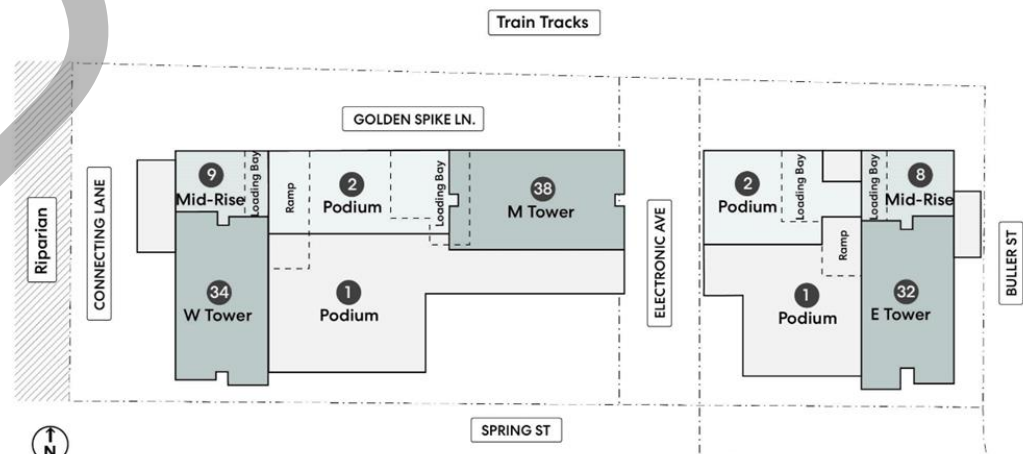 Train Tracks
GOLDEN SPIKE LN.
Riparian
CONNECTING LANE
9
Mid-Rise
Loading Bay
Ramp
2
Podium
Loading Bay
38
M Tower
34
W Tower
1
Podium
ELECTRONIC AVE
2
Podium
Loading Bay
Loading Bay
8
Mid-Rise
Ramp
1
Podium
32
E Tower
BULLER ST
SPRING ST
N